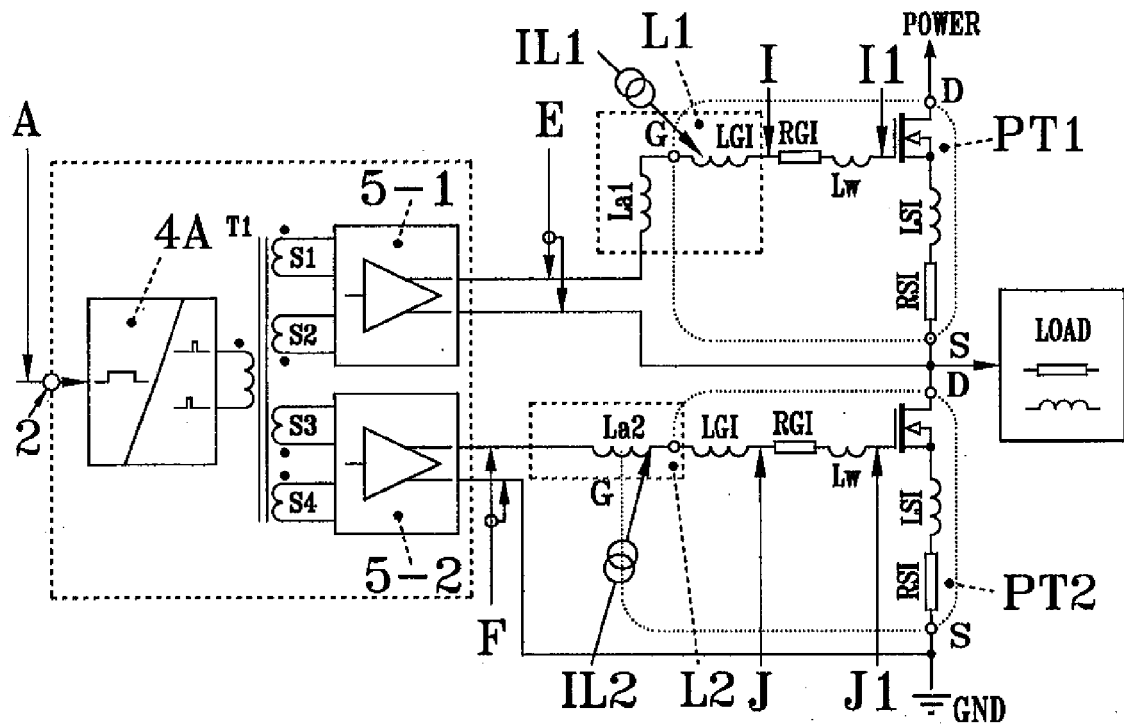 POWER
IL1
L1
I
I1
A
E
D
G
LGI
RGI
PT1
Lw
La1
5-1
4A
T1
S1
LSI
RSI
S2
S
LOAD
D
2
S3
La2
LGI
RGI
G
Lw
S4
LSI
5-2
RSI
PT2
F
S
IL2
L2
J
J1
GND